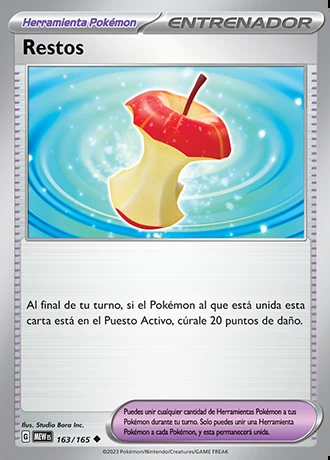 Herramienta Pokémon
ENTRENADOR
Restos
Al final de tu turno, si el Pokémon al que está unida esta
carta está en el Puesto Activo, cúrale 20 puntos de daño.
Ilus. Studio Bora Inc.
G MEW ES 163/165
Puedes unir cualquier cantidad de Herramientas Pokémon a tus
Pokémon durante tu turno. Solo puedes unir una Herramienta
Pokémon a cada Pokémon, y esta permanecerá unida.
©2023 Pokémon/Nintendo/Creatures/GAME FREAK